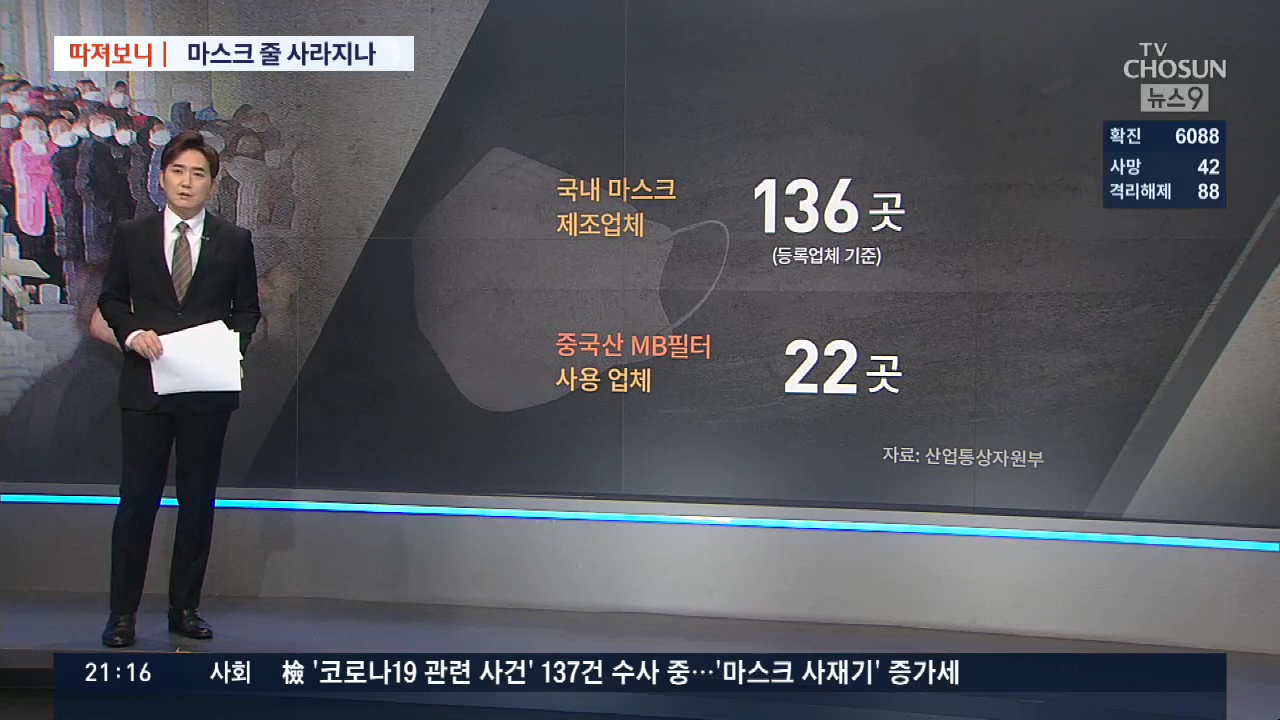 따져보니 | 마스크 줄 사라지나
TV
CHOSUN
뉴스9
확진 6088
사망 42
격리해제 88
국내 마스크
제조업체
136곳
(등록업체 기준)
중국산 MB필터
사용 업체
22곳
자료: 산업통상자원부
21:16 사회 檢 '코로나19 관련 사건' 137건 수사 중…'마스크 사재기' 증가세